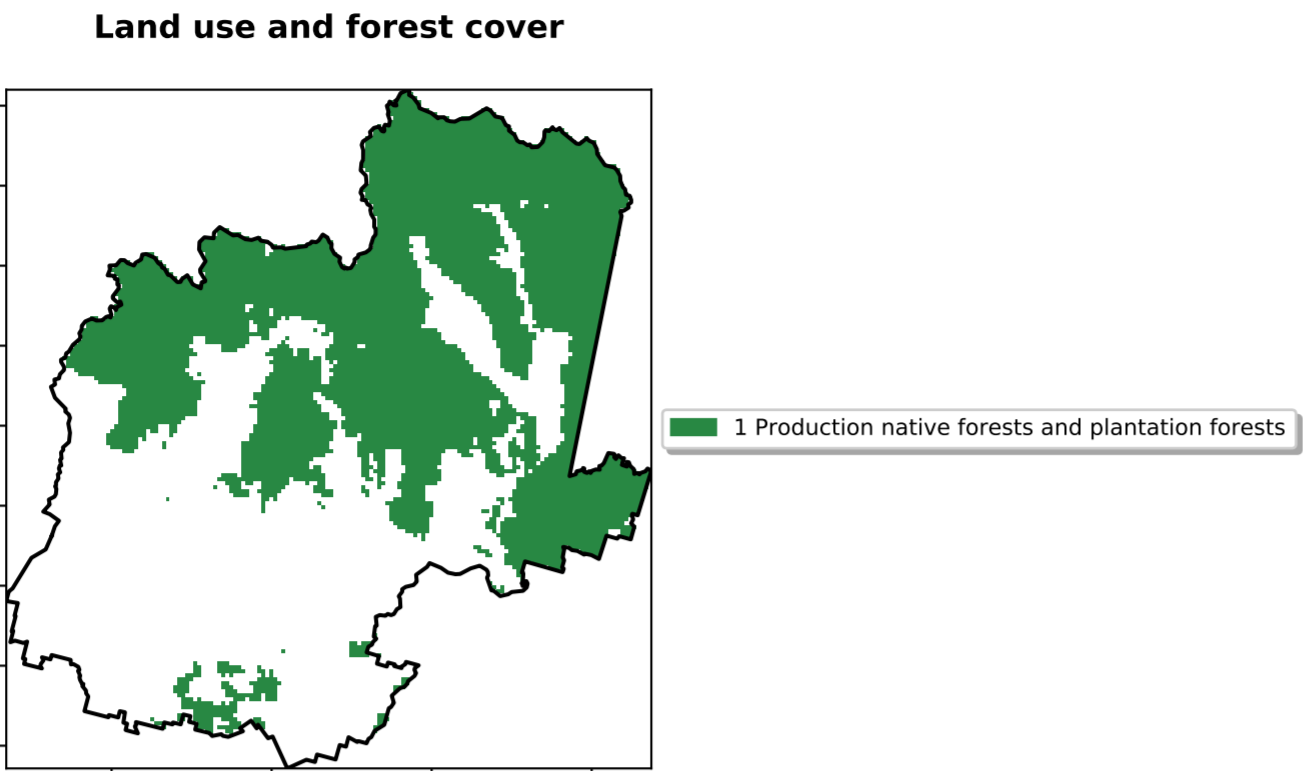 Land use and forest cover
1 Production native forests and plantation forests